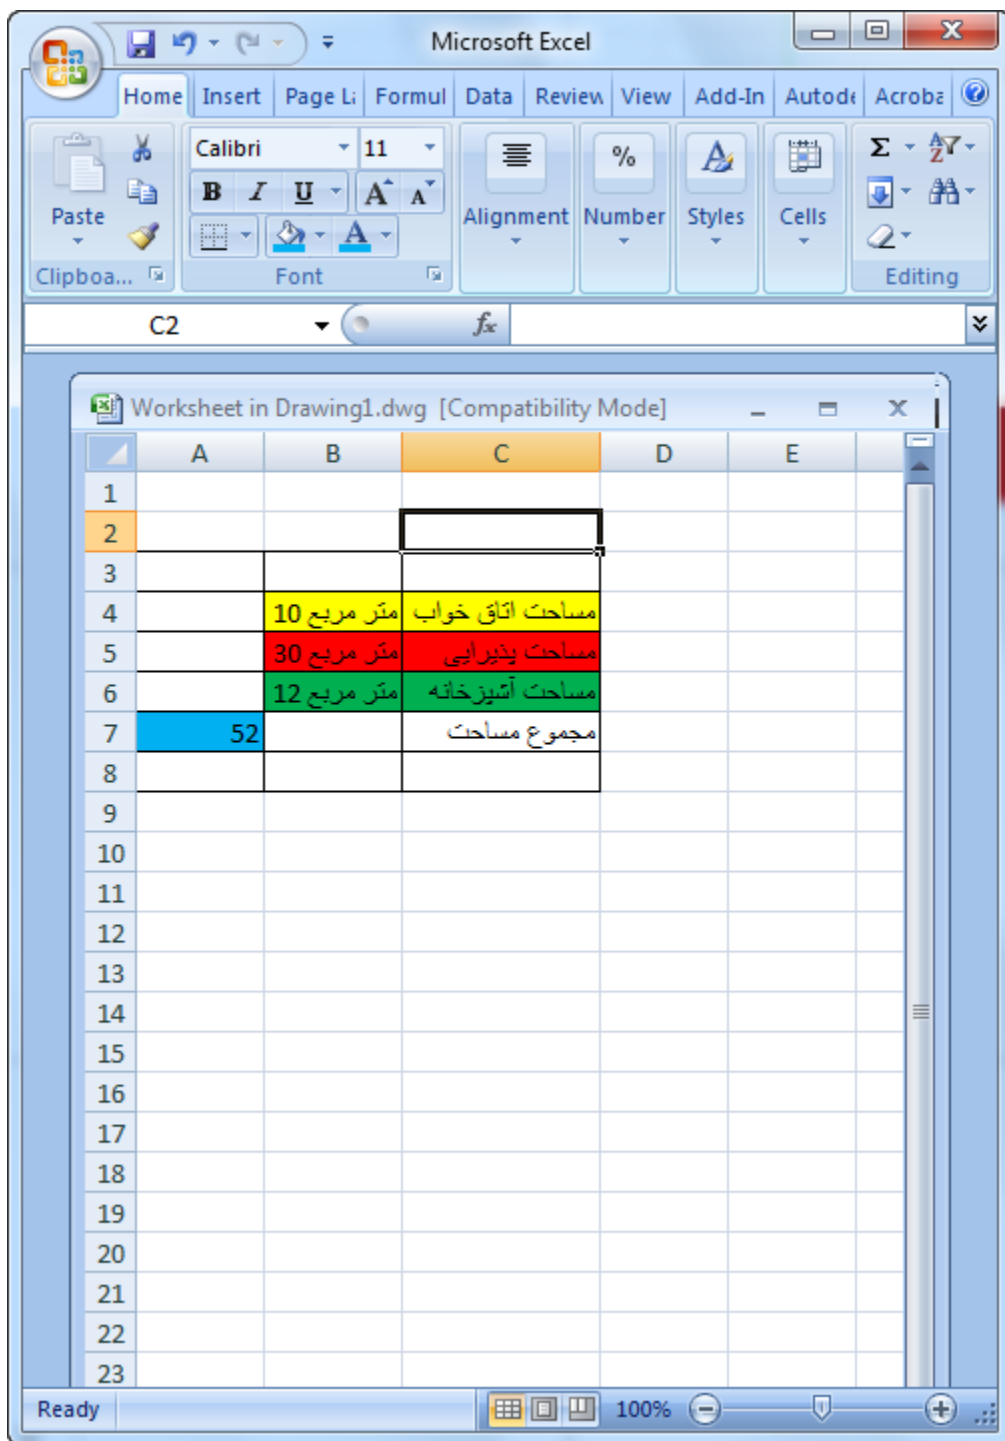 Microsoft Excel
Home Insert Page La Formul Data Review View Add-In Autode Acroba
Calibri 11
Paste
B I U A A
A
Alignment Number Styles Cells
% A Σ
Clipboa... Font Editing
C2 fx
Worksheet in Drawing1.dwg [Compatibility Mode]
A B C D E
1
2
3
4 متر مربع 10 مساحت اتاق خواب
5 متر مربع 30 مساحت پذیرایی
6 متر مربع 12 مساحت آشپزخانه
7 52 مجموع مساحت
8
9
10
11
12
13
14
15
16
17
18
19
20
21
22
23
Ready 100%